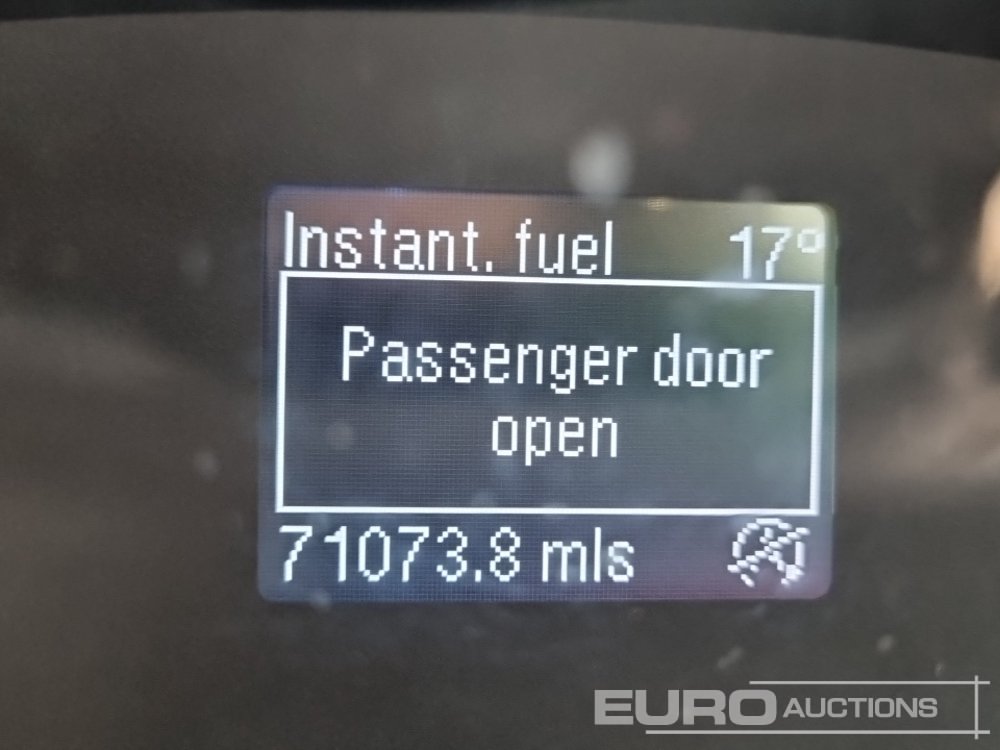 Instant. fuel 17°
Passenger door
open
71073.8 mls
EURO AUCTIONS